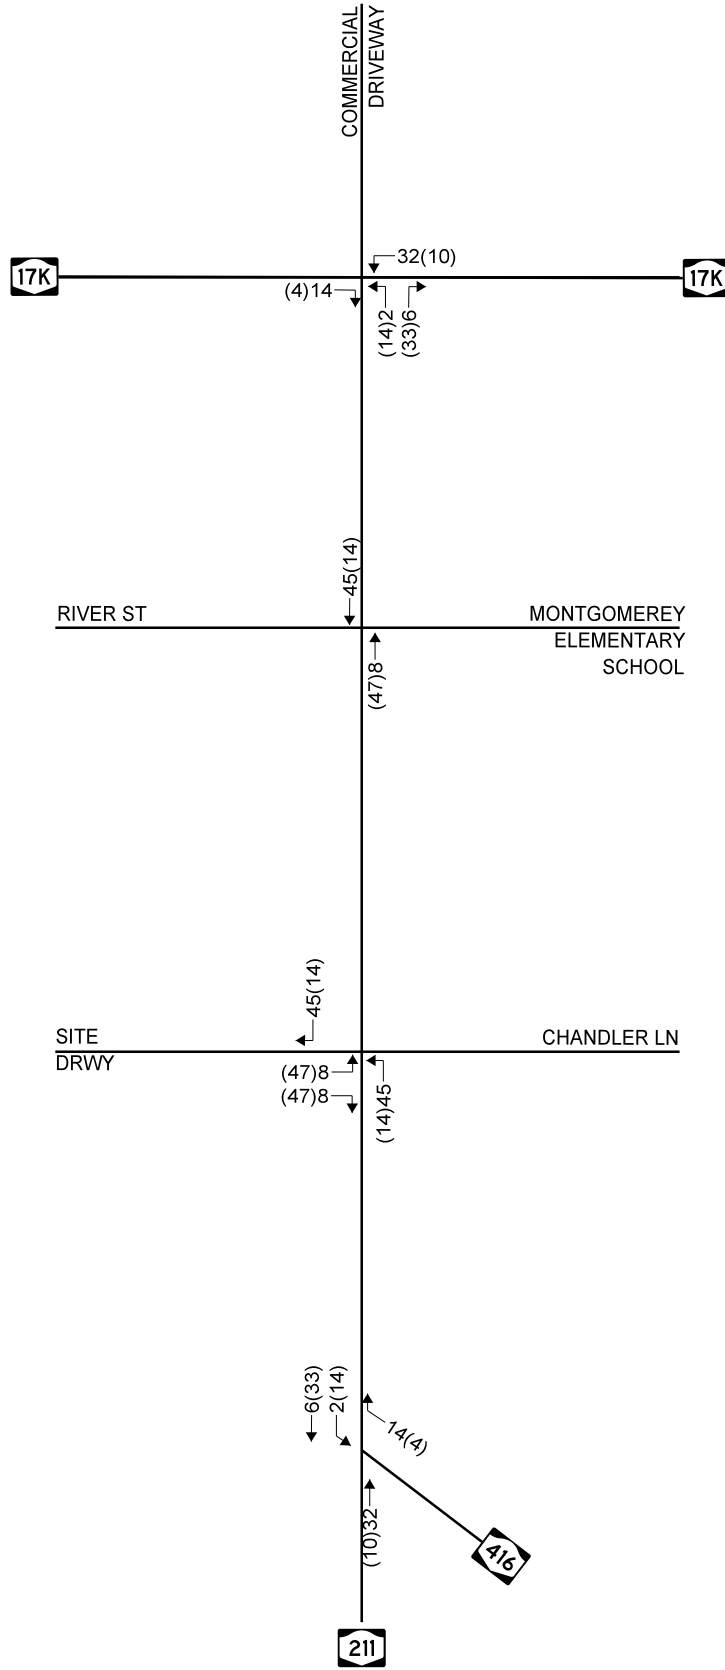 COMMERCIAL
DRIVEWAY
32(10)
17K
17K
(4)14
(14)2
(33)6
45(14)
RIVER ST
MONTGOMEREY
ELEMENTARY
SCHOOL
(47)8
45(14)
SITE
DRWY
CHANDLER LN
(47)8
(47)8
(14)45
6(33)
2(14)
14(4)
(10)32
416
211